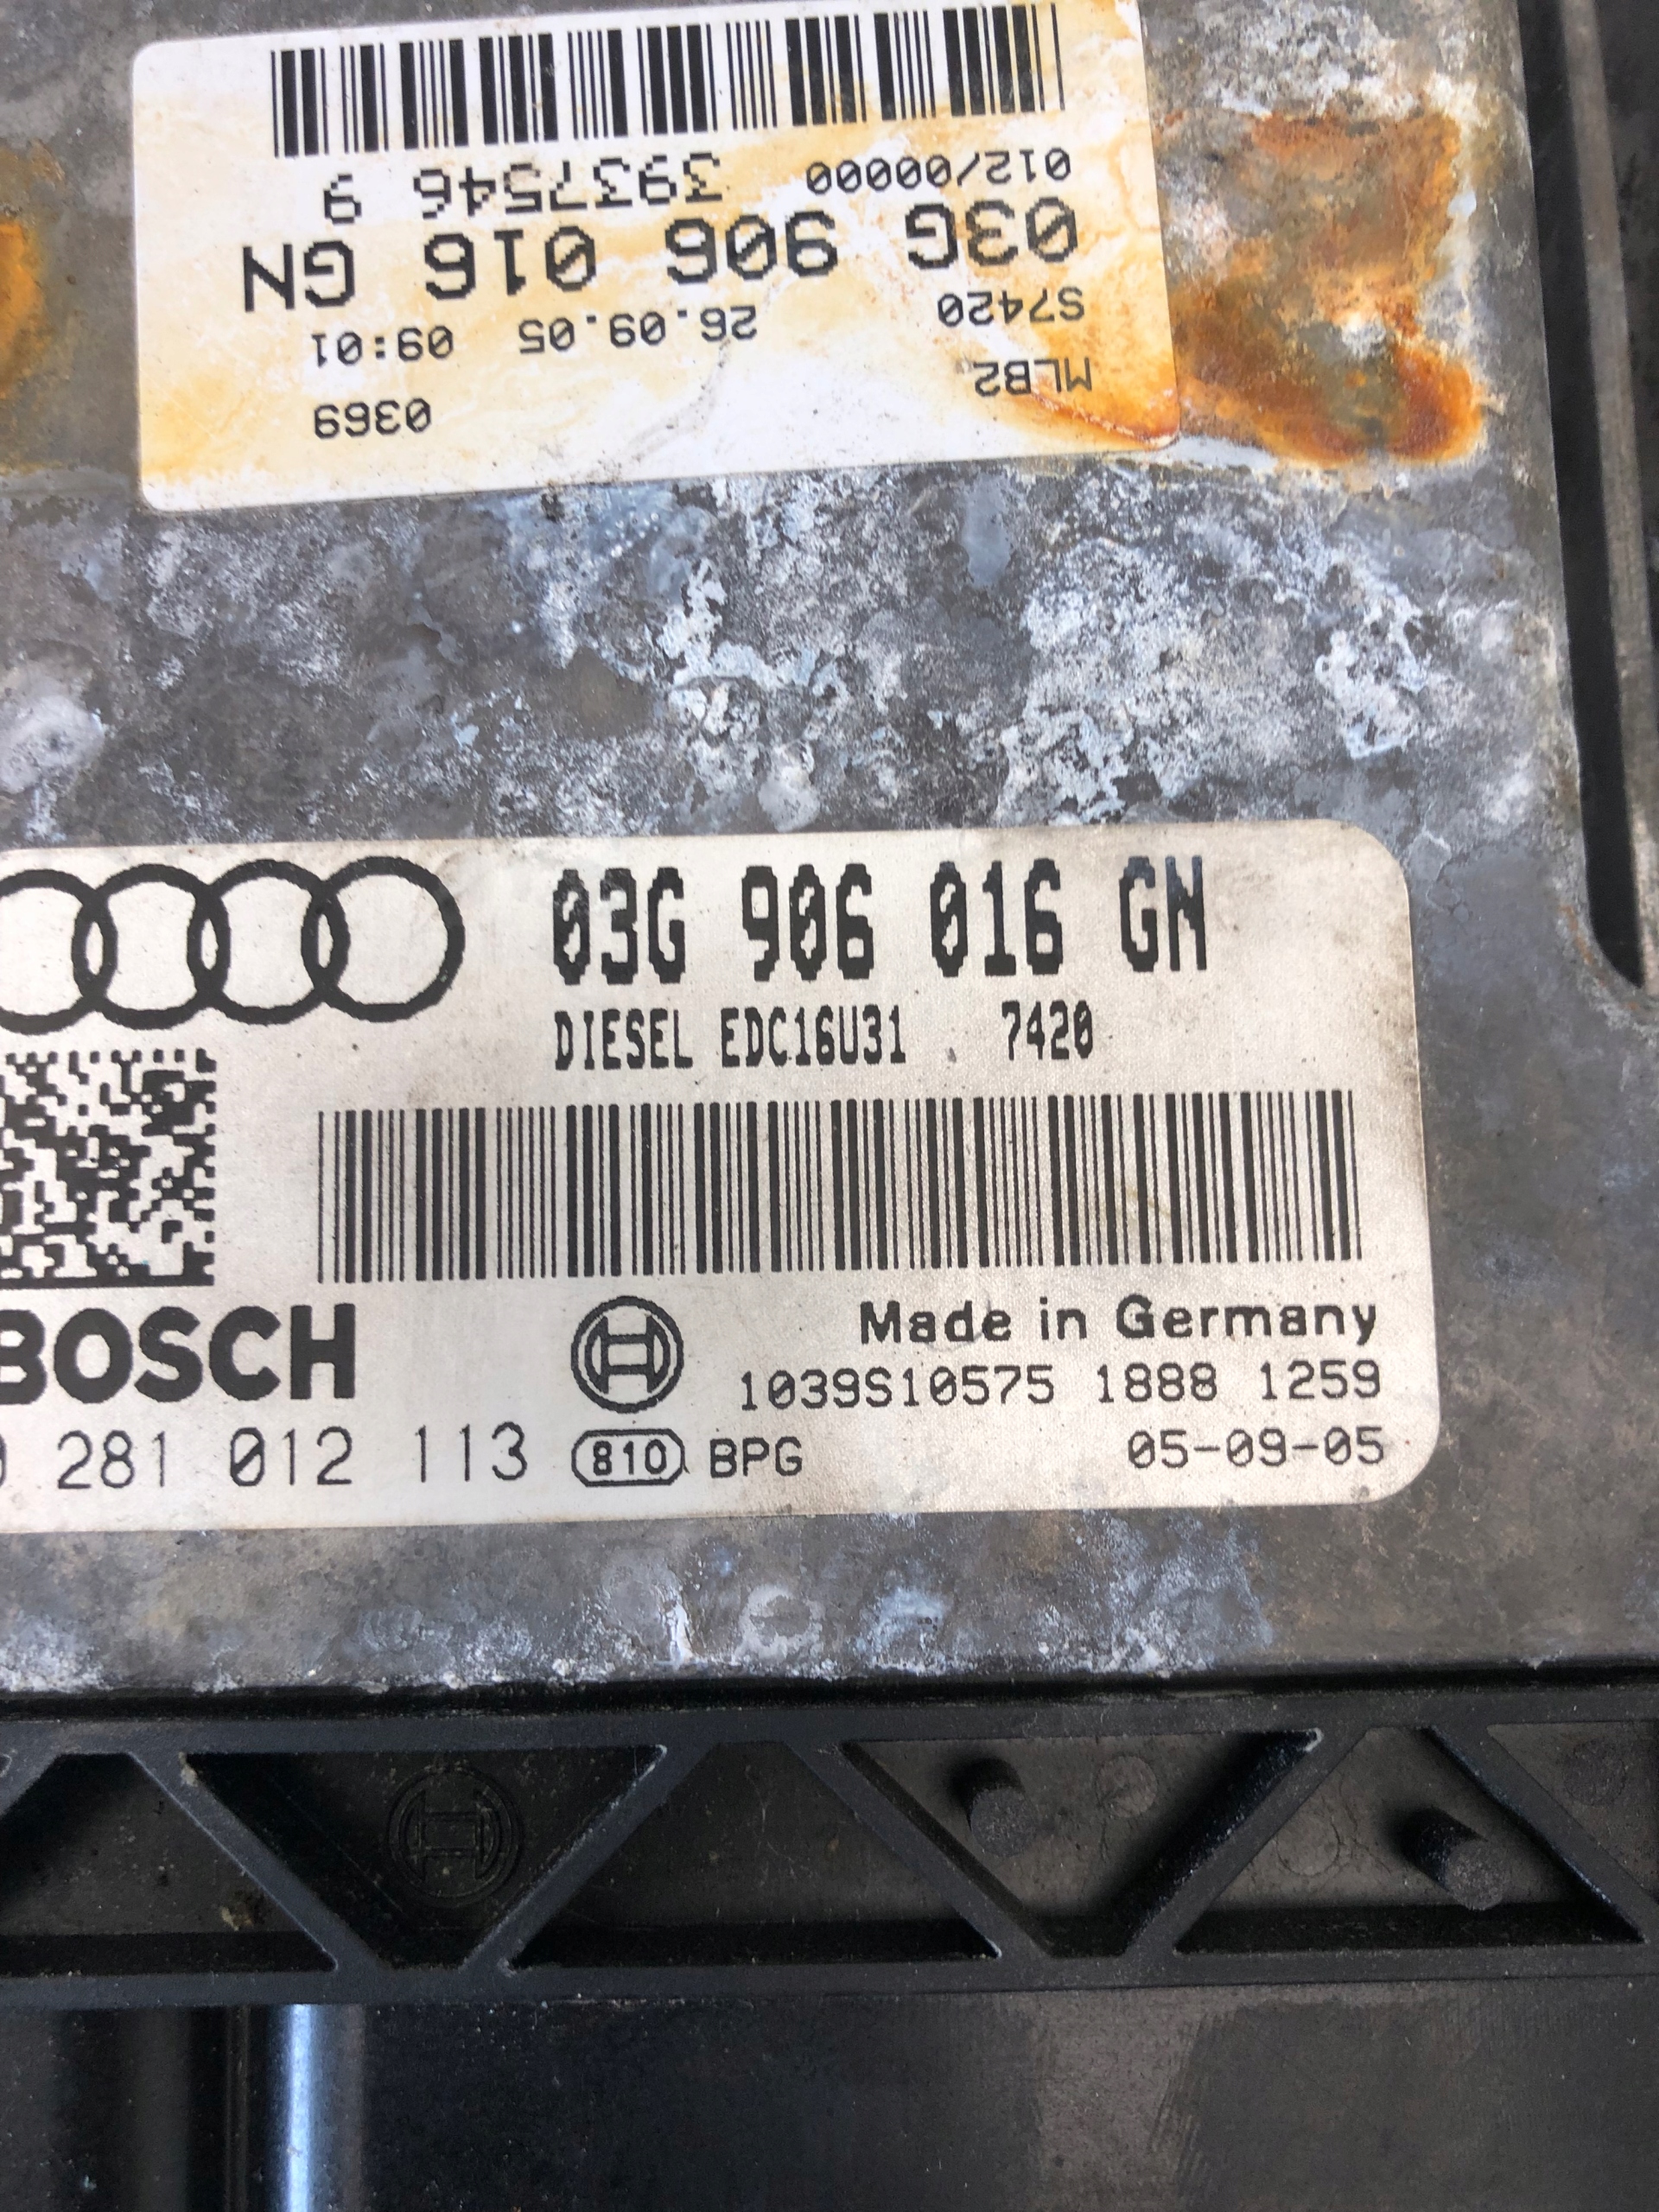 3937546 9
012/00000
03G 906 016 GN
S7420
26.09.05 09:01
MLB2
0369
03G 906 016 GN
DIESEL EDC16U31 7420
BOSCH
Made in Germany
1039S10575 1888 1259
0 281 012 113
810
BPG
05-09-05